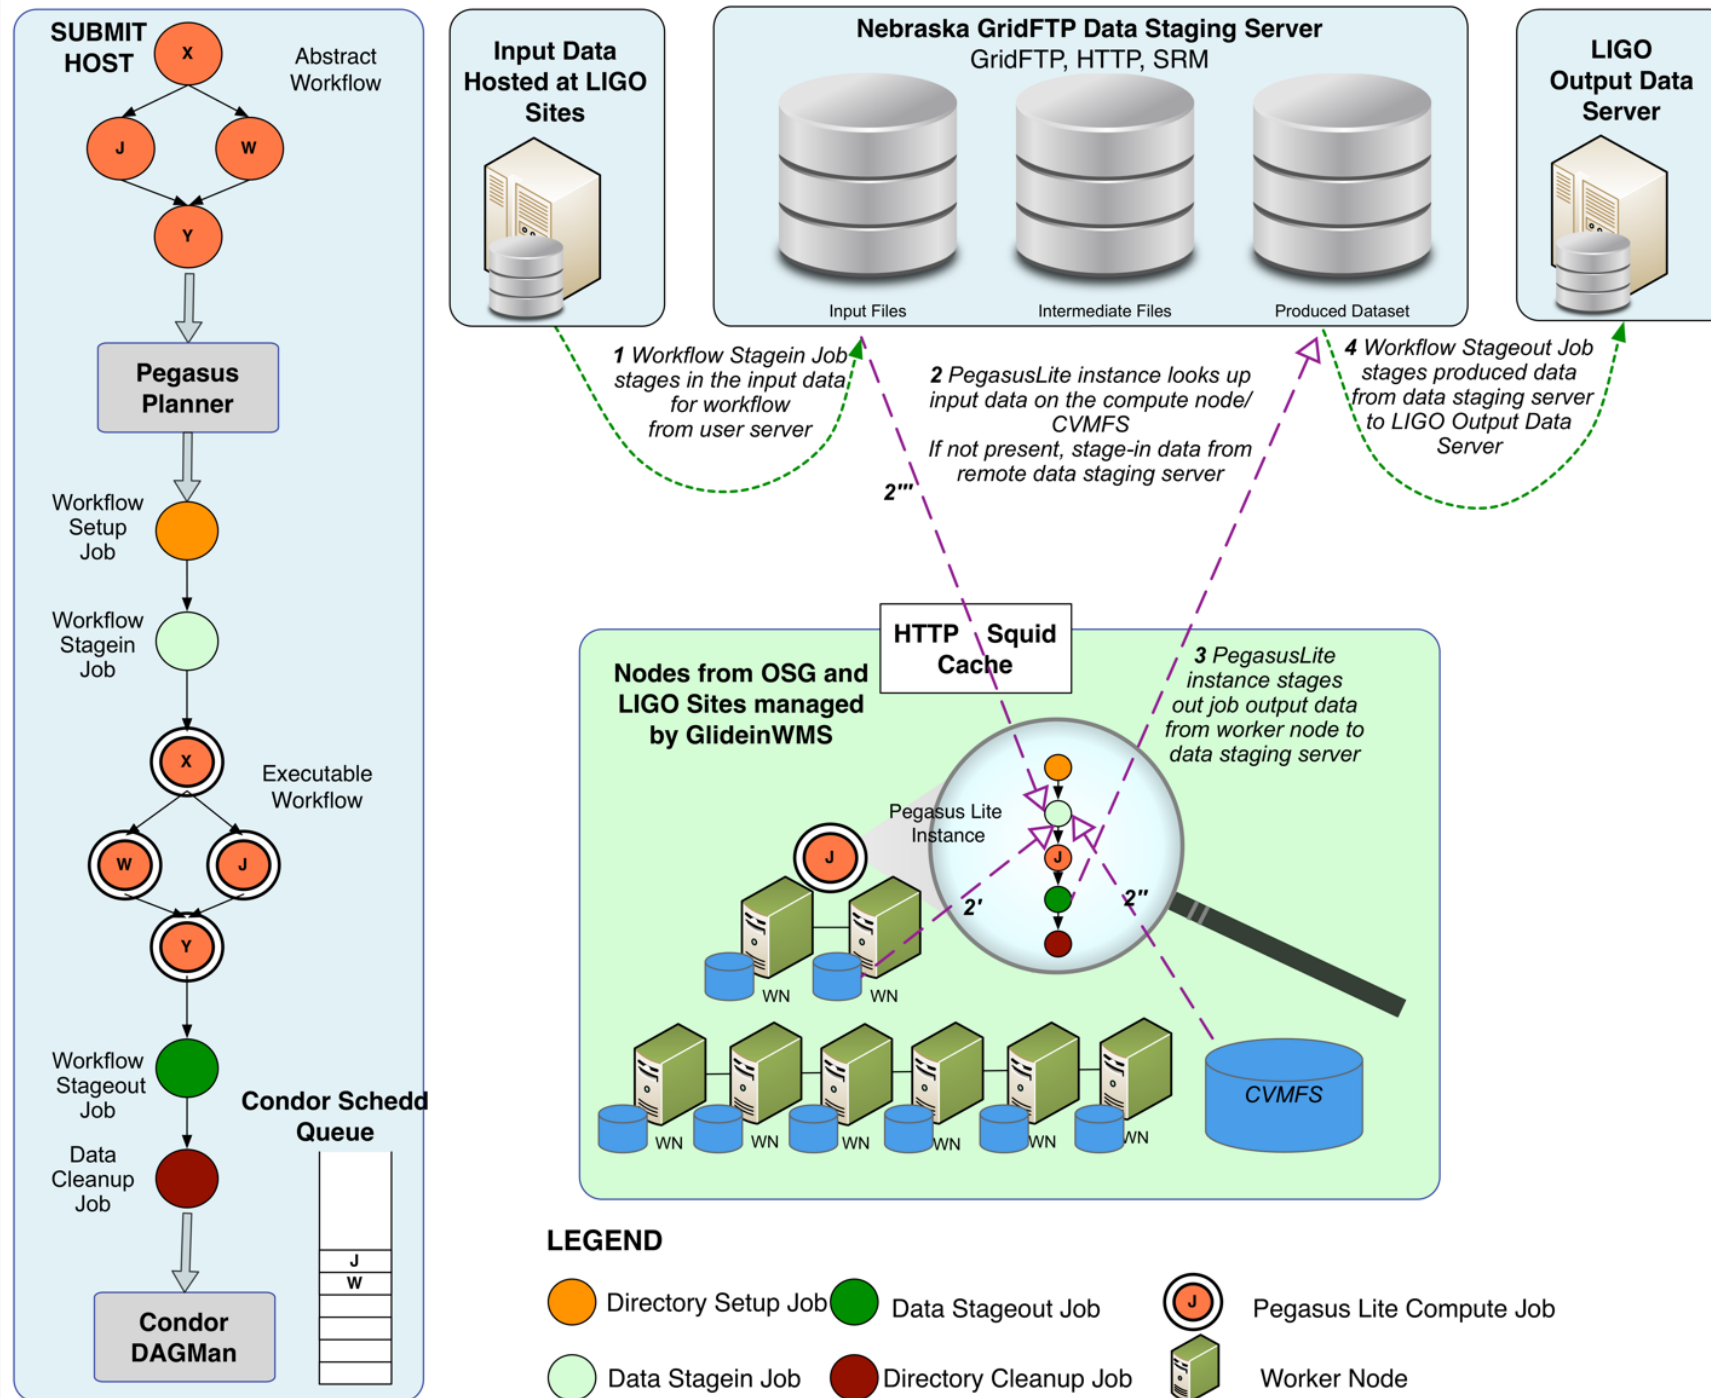 SUBMIT
HOST
Abstract
Workflow
X
J
W
Y
Pegasus
Planner
Workflow
Setup
Job
Workflow
Stagein
Job
X
Executable
Workflow
W
J
Y
Workflow
Stageout
Job
Data
Cleanup
Job
Condor Schedd
Queue
J
W
Condor
DAGMan
Input Data
Hosted at LIGO
Sites
Nebraska GridFTP Data Staging Server
GridFTP, HTTP, SRM
Input Files
Intermediate Files
Produced Dataset
LIGO
Output Data
Server
1 Workflow Stagein Job
stages in the input data
for workflow
from user server
2 PegasusLite instance looks up
input data on the compute node/
CVMFS
If not present, stage-in data from
remote data staging server
4 Workflow Stageout Job
stages produced data
from data staging server
to LIGO Output Data
Server
2'''
HTTP Squid
Cache
Nodes from OSG and
LIGO Sites managed
by GlideinWMS
3 PegasusLite
instance stages
out job output data
from worker node to
data staging server
Pegasus Lite
Instance
J
J
2'
2''
WN
WN
WN
WN
WN
WN
WN
WN
CVMFS
LEGEND
Directory Setup Job
Data Stageout Job
J
Pegasus Lite Compute Job
Data Stagein Job
Directory Cleanup Job
Worker Node